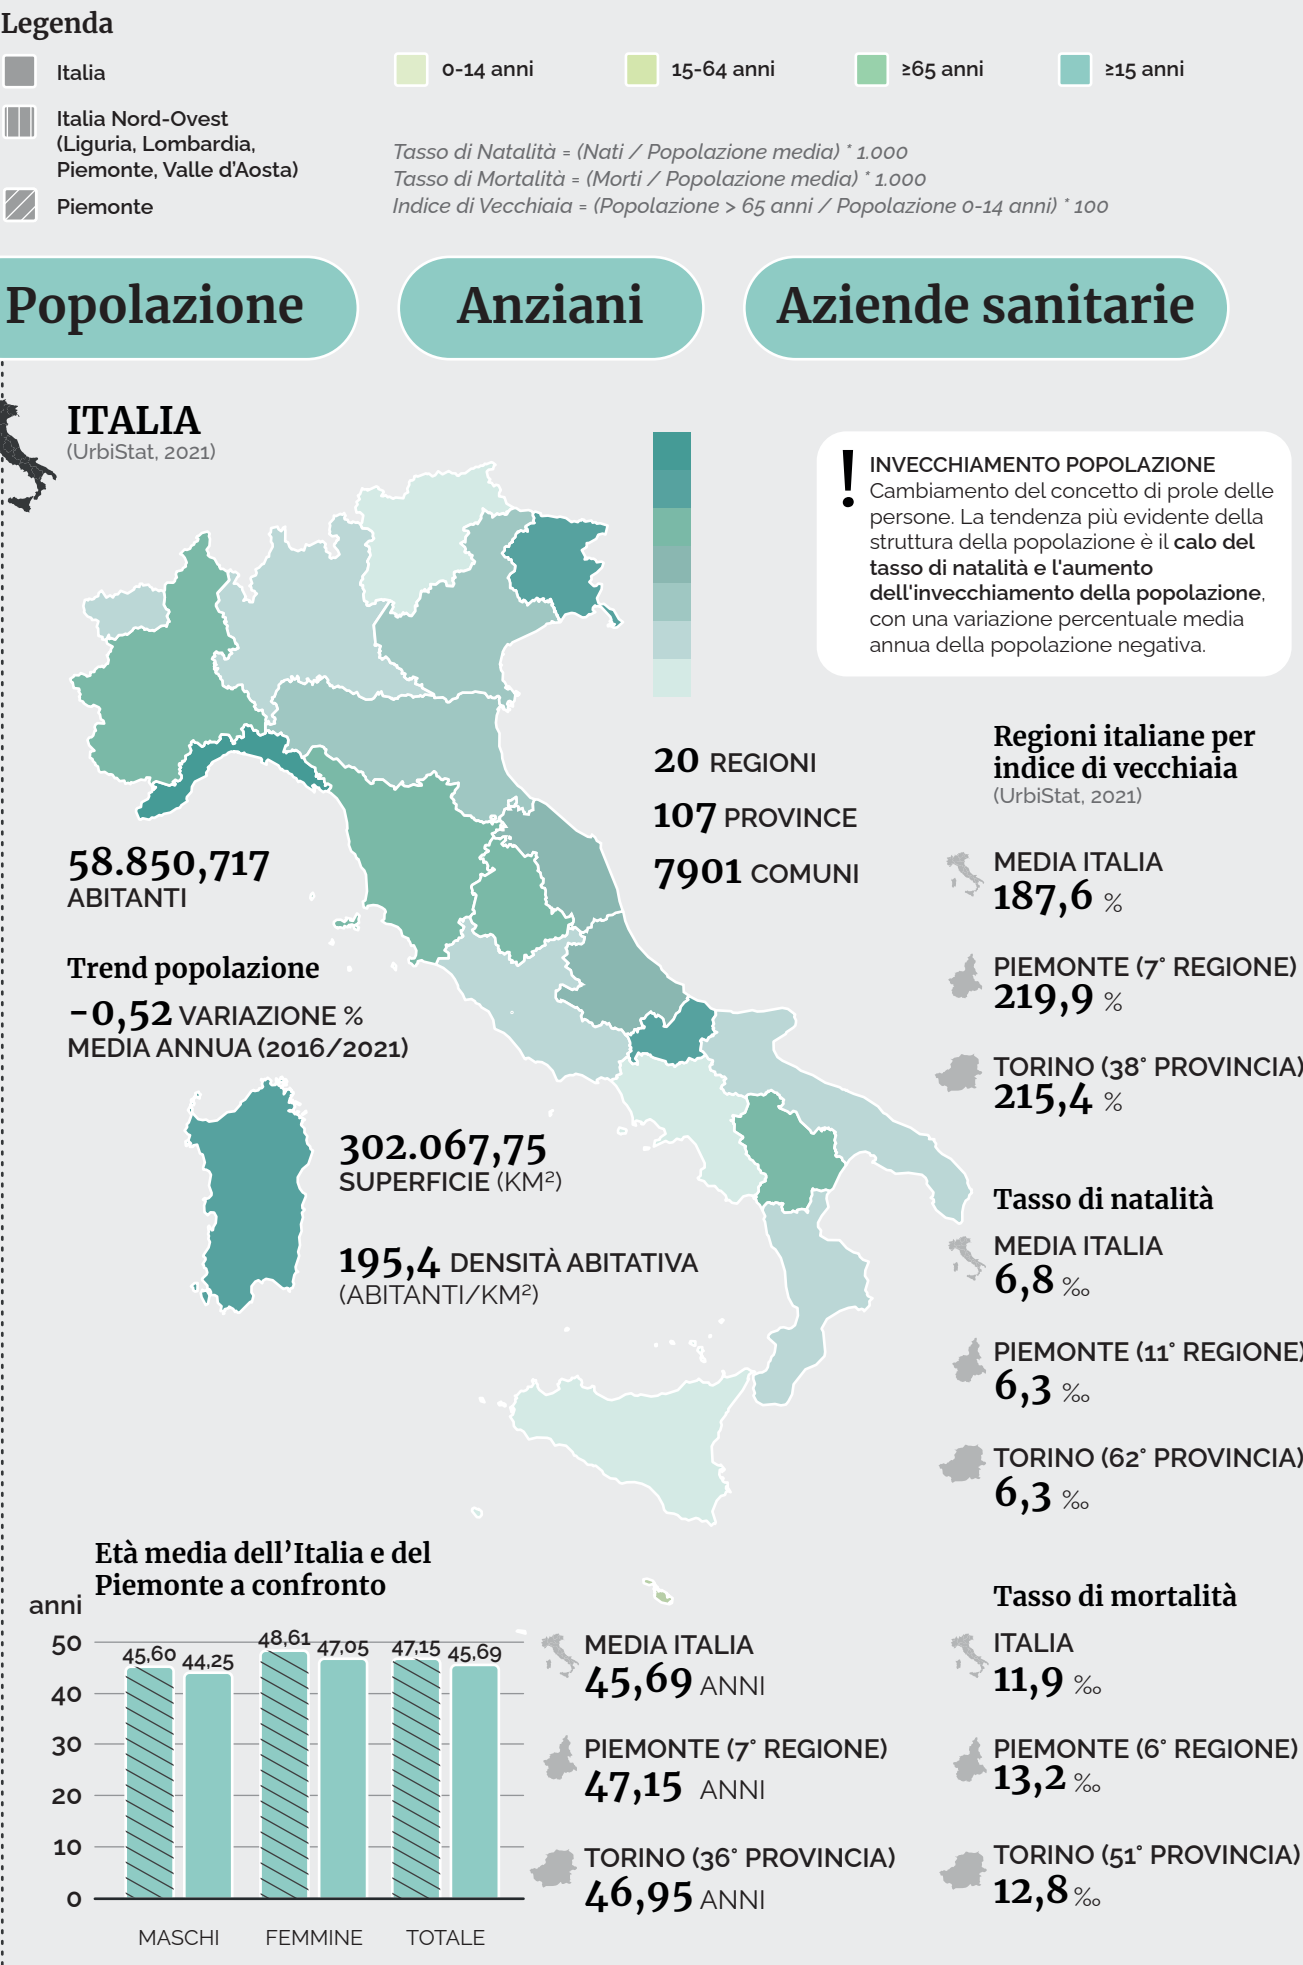 Legenda
Italia
Italia Nord-Ovest
(Liguria, Lombardia,
Piemonte, Valle d’Aosta)
Piemonte
0-14 anni
15-64 anni
≥65 anni
≥15 anni
Tasso di Natalità = (Nati / Popolazione media) * 1.000
Tasso di Mortalità = (Morti / Popolazione media) * 1.000
Indice di Vecchiaia = (Popolazione > 65 anni / Popolazione 0-14 anni) * 100
Popolazione
Anziani
Aziende sanitarie
ITALIA
(UrbiStat, 2021)
! INVECCHIAMENTO POPOLAZIONE
Cambiamento del concetto di prole delle
persone. La tendenza più evidente della
struttura della popolazione è il calo del
tasso di natalità e l'aumento
dell'invecchiamento della popolazione,
con una variazione percentuale media
annua della popolazione negativa.
20 REGIONI
107 PROVINCE
7901 COMUNI
58.850,717
ABITANTI
Trend popolazione
-0,52 VARIAZIONE %
MEDIA ANNUA (2016/2021)
302.067,75
SUPERFICIE (KM²)
195,4 DENSITÀ ABITATIVA
(ABITANTI/KM²)
Regioni italiane per
indice di vecchiaia
(UrbiStat, 2021)
MEDIA ITALIA
187,6 %
PIEMONTE (7° REGIONE)
219,9 %
TORINO (38° PROVINCIA)
215,4 %
Tasso di natalità
MEDIA ITALIA
6,8 ‰
PIEMONTE (11° REGIONE)
6,3 ‰
TORINO (62° PROVINCIA)
6,3 ‰
Età media dell’Italia e del
Piemonte a confronto
anni
50
40
30
20
10
0
45,60
44,25
48,61
47,05
47,15
45,69
MASCHI
FEMMINE
TOTALE
MEDIA ITALIA
45,69 ANNI
PIEMONTE (7° REGIONE)
47,15 ANNI
TORINO (36° PROVINCIA)
46,95 ANNI
Tasso di mortalità
ITALIA
11,9 ‰
PIEMONTE (6° REGIONE)
13,2 ‰
TORINO (51° PROVINCIA)
12,8 ‰